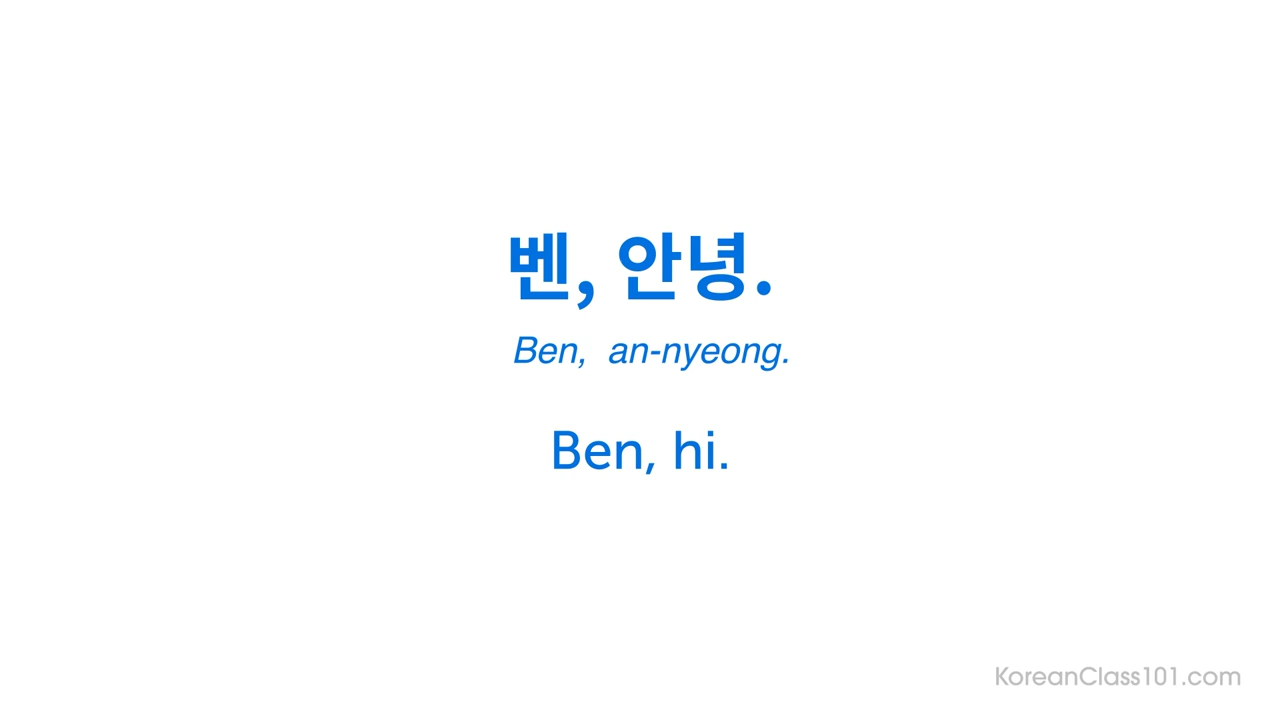 벤, 안녕.
Ben, an-nyeong.
Ben, hi.
KoreanClass101.com